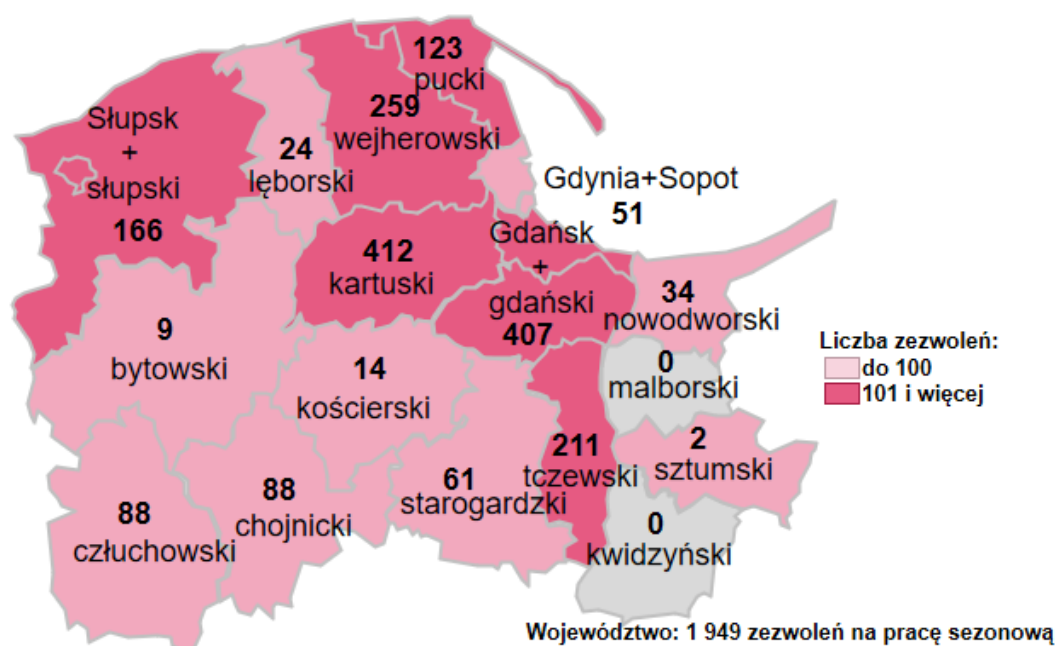 123
pucki
259
wejherowski
Słupsk
+
słupski
166
24
lęborski
Gdynia+Sopot
51
412
kartuski
Gdańsk
+
gdański
407
34
nowodworski
9
bytowski
14
kościerski
0
malborski
Liczba zezwoleń:
do 100
101 i więcej
211
tczewski
2
sztumski
61
starogardzki
88
chojnicki
88
człuchowski
0
kwidzyński
Województwo: 1 949 zezwoleń na pracę sezonową